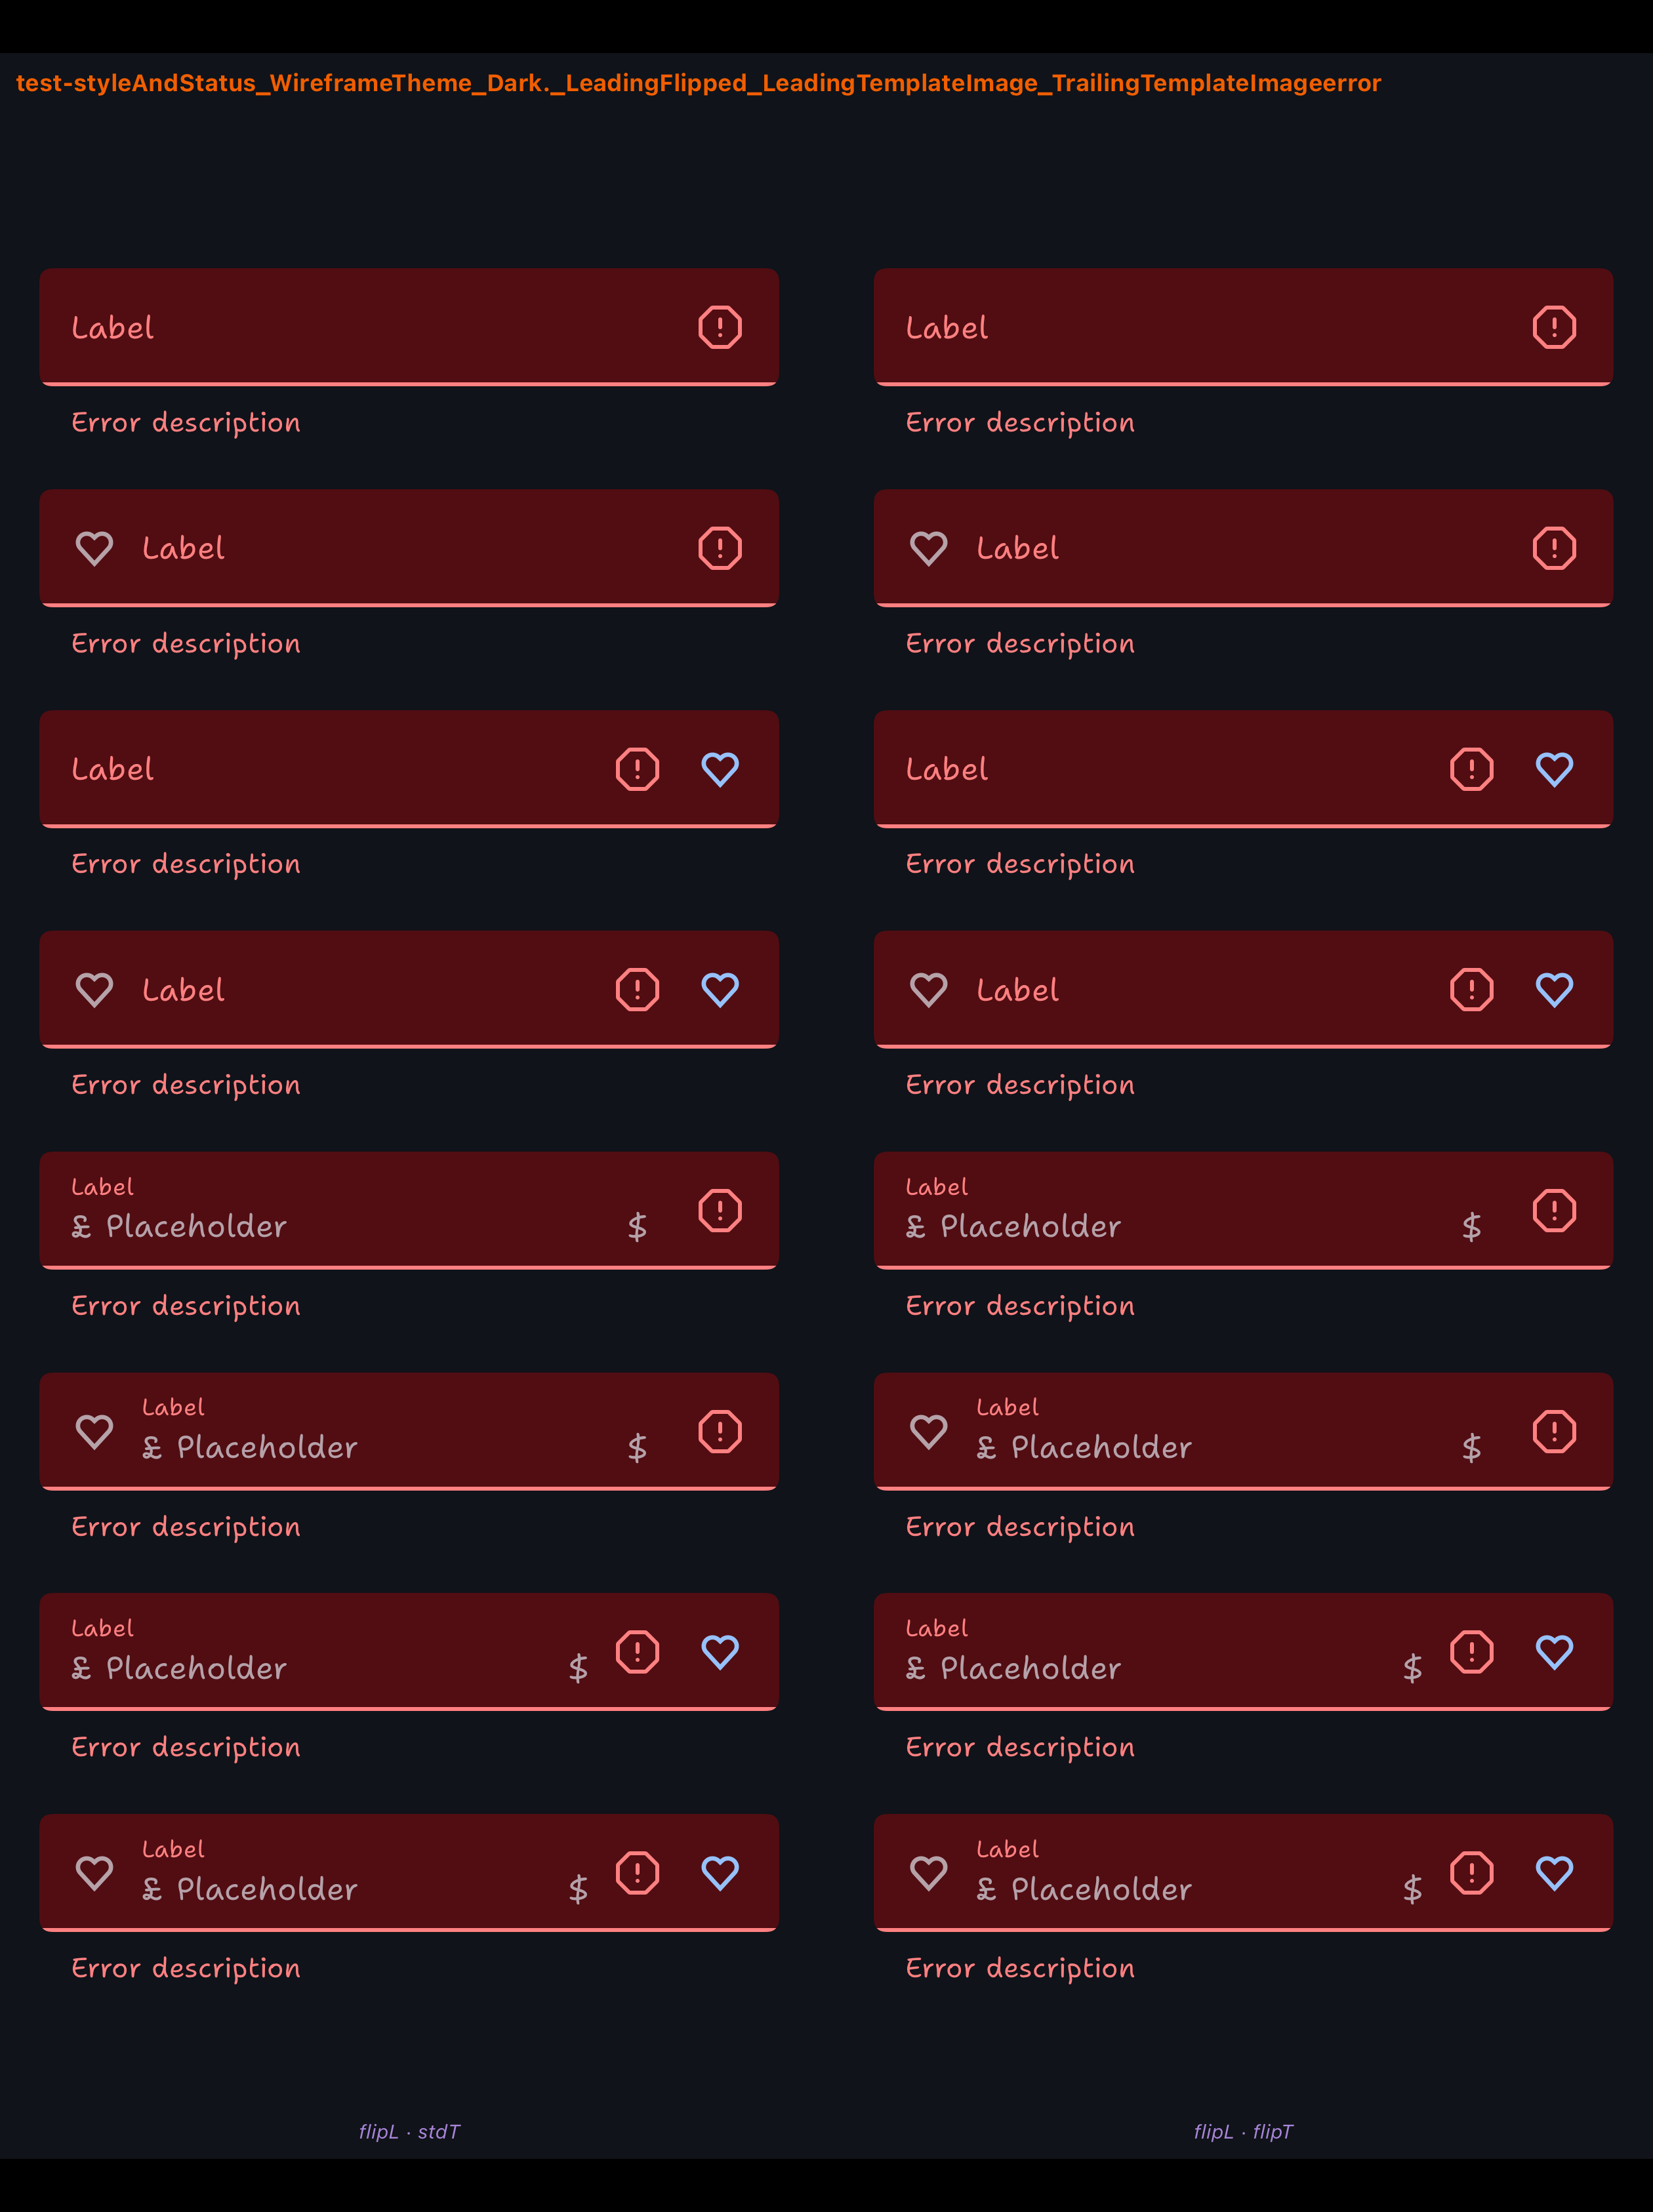 test-styleAndStatus_WireframeTheme_Dark._LeadingFlipped_LeadingTemplateImage_TrailingTemplateImageerror
Label
Error description
Label
Error description
Label
Error description
Label
Error description
Label
£ Placeholder $
Error description
Label
£ Placeholder $
Error description
Label
£ Placeholder $
Error description
Label
£ Placeholder $
Error description
flipL · stdT
Label
Error description
Label
Error description
Label
Error description
Label
Error description
Label
£ Placeholder $
Error description
Label
£ Placeholder $
Error description
Label
£ Placeholder $
Error description
Label
£ Placeholder $
Error description
flipL · flipT